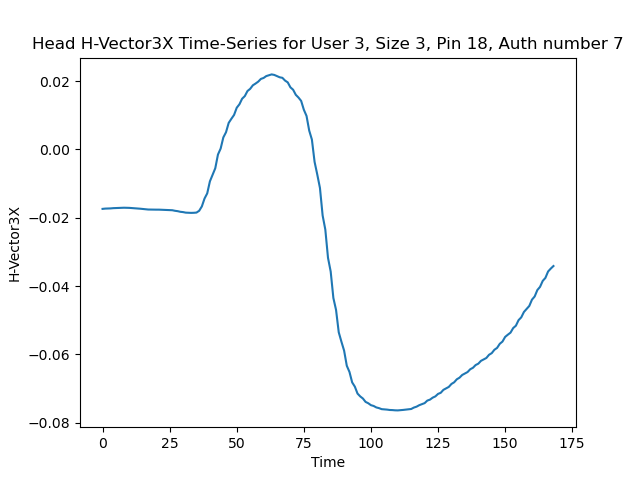 Head H-Vector3X Time-Series for User 3, Size 3, Pin 18, Auth number 7
0.02
0.00
−0.02
−0.04
−0.06
−0.08
H-Vector3X
0 25 50 75 100 125 150 175
Time